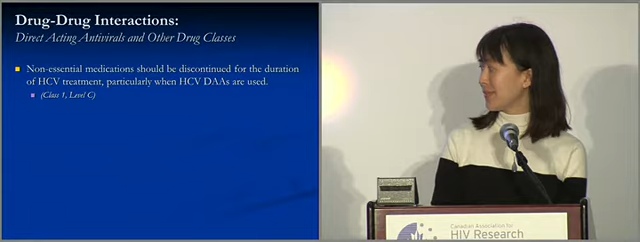 Drug-Drug Interactions:
Direct Acting Antivirals and Other Drug Classes
Non-essential medications should be discontinued for the duration
of HCV treatment, particularly when HCV DAAs are used.
(Class 1, Level C)
Canadian Association for
HIV Research